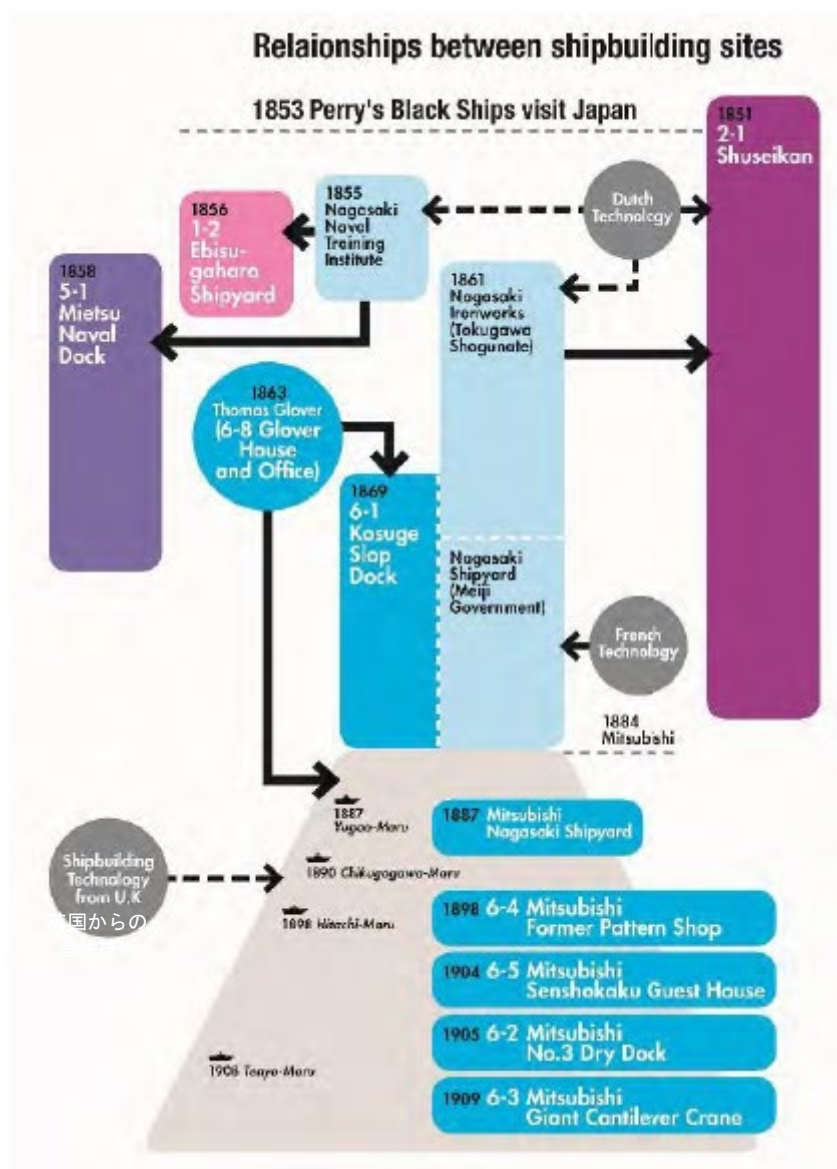 Relaionships between shipbuilding sites
1853 Perry's Black Ships visit Japan
1851
2-1
Shuseikan
Dutch
Technology
1855
Nagasaki
Naval
Training
Institute
1856
1-2
Ebisu-
gahara
Shipyard
1858
5-1
Mietsu
Naval
Dock
1861
Nagasaki
Ironworks
(Tokugawa
Shogunate)
1863
Thomas Glover
(6-8 Glover
House
and Office)
1869
6-1
Kosuge
Slop
Dock
Nagasaki
Shipyard
(Meiji
Government)
French
Technology
1884
Mitsubishi
1887
Yugao-Maru
1887 Mitsubishi
Nagasaki Shipyard
Shipbuilding
Technology
from U.K
国からの
1890 Chikugogawa-Maru
1898 Hitachi-Maru
1898 6-4 Mitsubishi
Former Pattern Shop
1904 6-5 Mitsubishi
Senshokaku Guest House
1905 6-2 Mitsubishi
No.3 Dry Dock
1908 Tenyo-Maru
1909 6-3 Mitsubishi
Giant Cantilever Crane